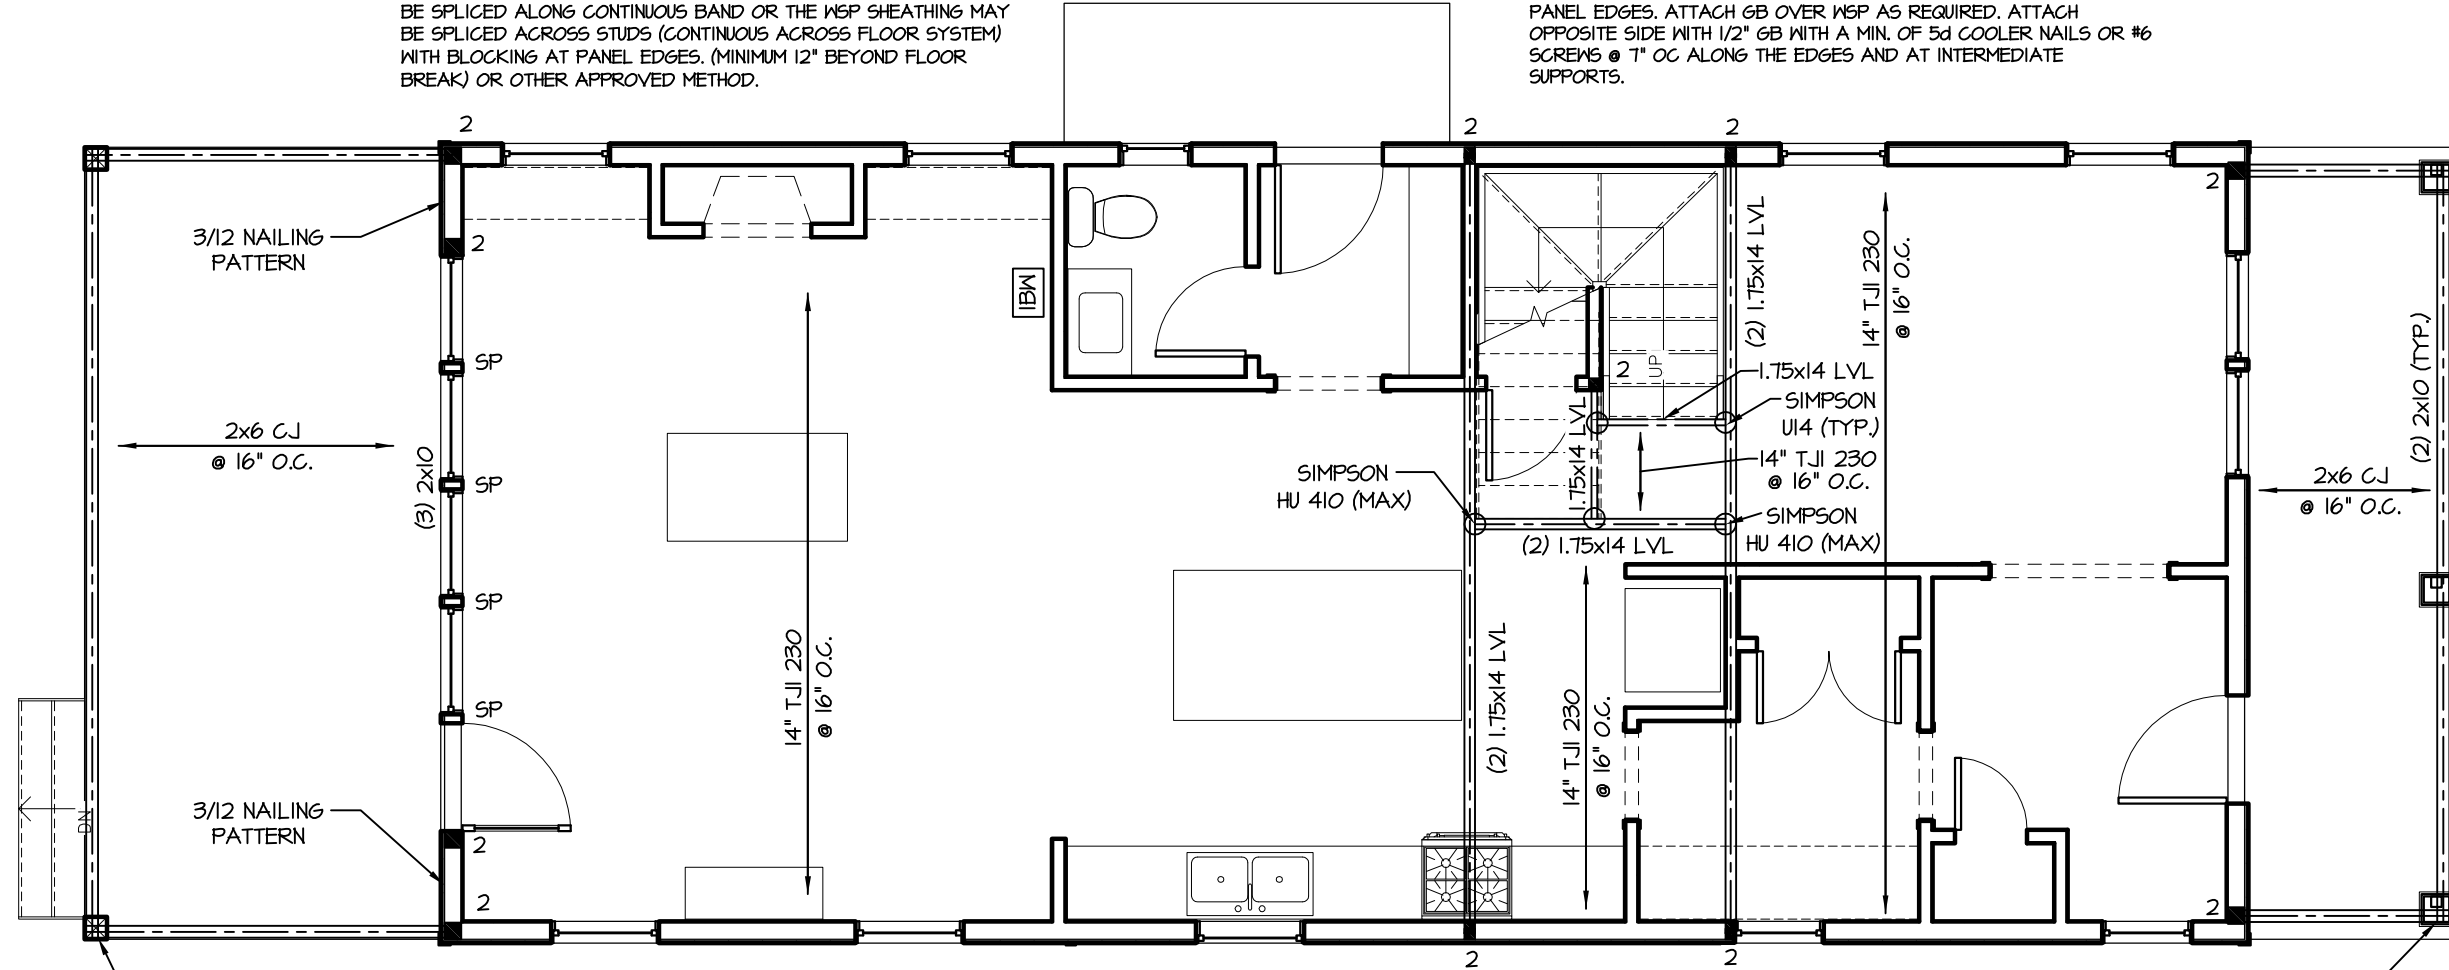 BE SPLICED ALONG CONTINUOUS BAND OR THE WSP SHEATHING MAY
BE SPLICED ACROSS STUDS (CONTINUOUS ACROSS FLOOR SYSTEM)
WITH BLOCKING AT PANEL EDGES. (MINIMUM 12" BEYOND FLOOR
BREAK) OR OTHER APPROVED METHOD.
PANEL EDGES. ATTACH GB OVER WSP AS REQUIRED. ATTACH
OPPOSITE SIDE WITH 1/2" GB WITH A MIN. OF 5d COOLER NAILS OR #6
SCREWS @ 7" OC ALONG THE EDGES AND AT INTERMEDIATE
SUPPORTS.
2
2
2
2
3/12 NAILING
PATTERN
2
IBW
(2) 1.75x14 LVL
14" TJI 230
@ 16" O.C.
SP
2
UP
1.75x14 LVL
SIMPSON
U14 (TYP.)
(2) 2x10 (TYP.)
2x6 CJ
@ 16" O.C.
(3) 2x10
SP
SIMPSON
HU 410 (MAX)
1.75x14 LVL
14" TJI 230
@ 16" O.C.
SIMPSON
HU 410 (MAX)
(2) 1.75x14 LVL
2x6 CJ
@ 16" O.C.
SP
14" TJI 230
@ 16" O.C.
(2) 1.75x14 LVL
14" TJI 230
@ 16" O.C.
SP
3/12 NAILING
PATTERN
DN
2
2
2
2
2